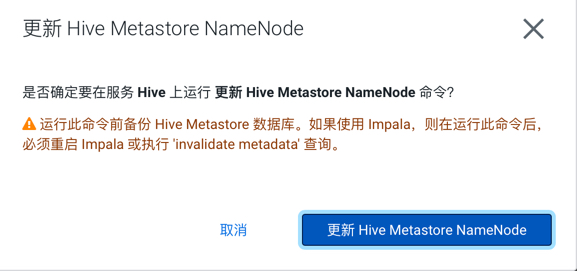 更新 Hive Metastore NameNode
是否确定要在服务 Hive 上运行 更新 Hive Metastore NameNode 命令?
运行此命令前备份 Hive Metastore 数据库。如果使用 Impala，则在运行此命令后，
必须重启 Impala 或执行 'invalidate metadata' 查询。
取消
更新 Hive Metastore NameNode